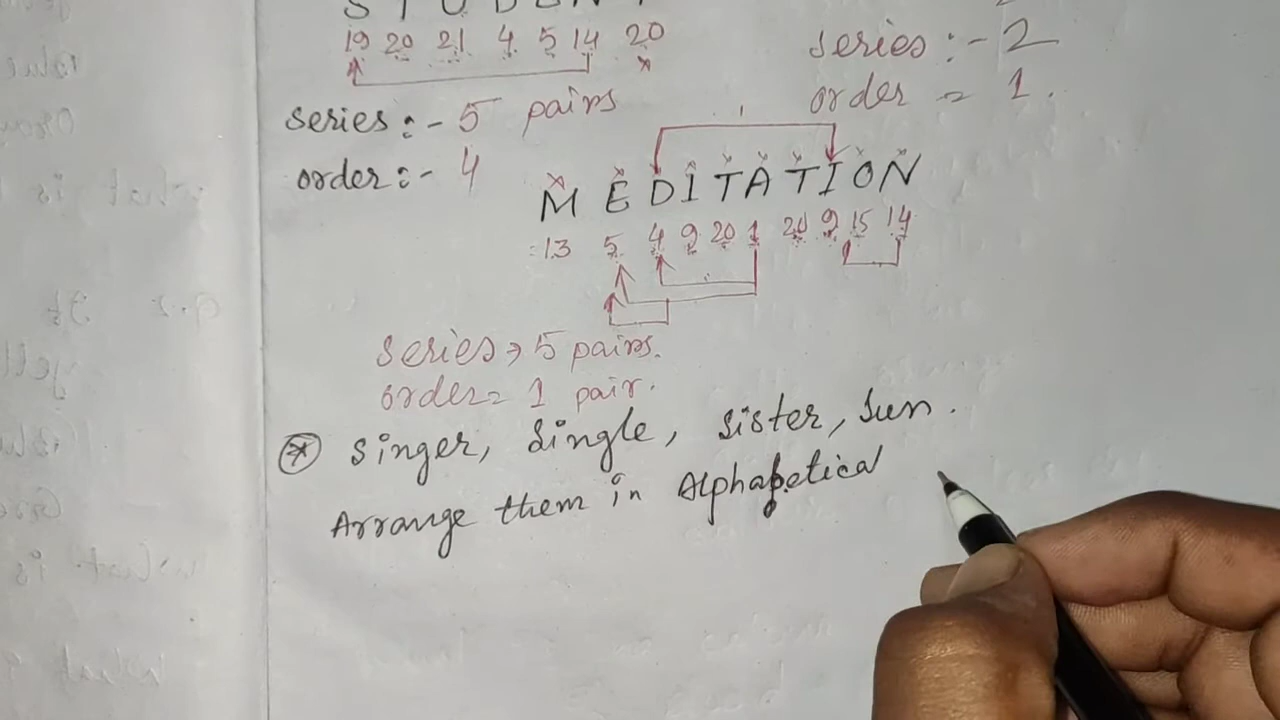 S T U D E N T
19 20 21 4 5 14 20
series :- 5 pairs
order :- 4
series :- 2
order = 1.
M E D I T A T I O N
13 5 4 9 20 1 20 9 15 14
series → 5 pairs.
order = 1 pair.
* Singer, Single, Sister, Sun.
Arrange them in Alphabetical